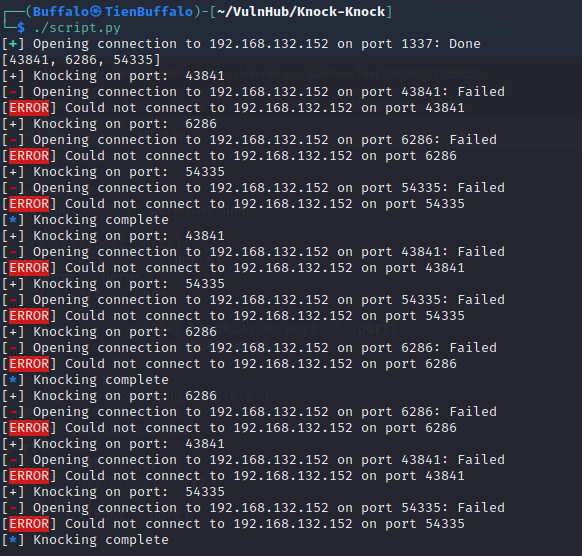 ┌──(Buffalo㉿TienBuffalo)-[~/VulnHub/Knock-Knock]
└─$ ./script.py
[+] Opening connection to 192.168.132.152 on port 1337: Done
[43841, 6286, 54335]
[+] Knocking on port:  43841
[-] Opening connection to 192.168.132.152 on port 43841: Failed
[ERROR] Could not connect to 192.168.132.152 on port 43841
[+] Knocking on port:  6286
[-] Opening connection to 192.168.132.152 on port 6286: Failed
[ERROR] Could not connect to 192.168.132.152 on port 6286
[+] Knocking on port:  54335
[-] Opening connection to 192.168.132.152 on port 54335: Failed
[ERROR] Could not connect to 192.168.132.152 on port 54335
[*] Knocking complete
[+] Knocking on port:  43841
[-] Opening connection to 192.168.132.152 on port 43841: Failed
[ERROR] Could not connect to 192.168.132.152 on port 43841
[+] Knocking on port:  54335
[-] Opening connection to 192.168.132.152 on port 54335: Failed
[ERROR] Could not connect to 192.168.132.152 on port 54335
[+] Knocking on port:  6286
[-] Opening connection to 192.168.132.152 on port 6286: Failed
[ERROR] Could not connect to 192.168.132.152 on port 6286
[*] Knocking complete
[+] Knocking on port:  6286
[-] Opening connection to 192.168.132.152 on port 6286: Failed
[ERROR] Could not connect to 192.168.132.152 on port 6286
[+] Knocking on port:  43841
[-] Opening connection to 192.168.132.152 on port 43841: Failed
[ERROR] Could not connect to 192.168.132.152 on port 43841
[+] Knocking on port:  54335
[-] Opening connection to 192.168.132.152 on port 54335: Failed
[ERROR] Could not connect to 192.168.132.152 on port 54335
[*] Knocking complete